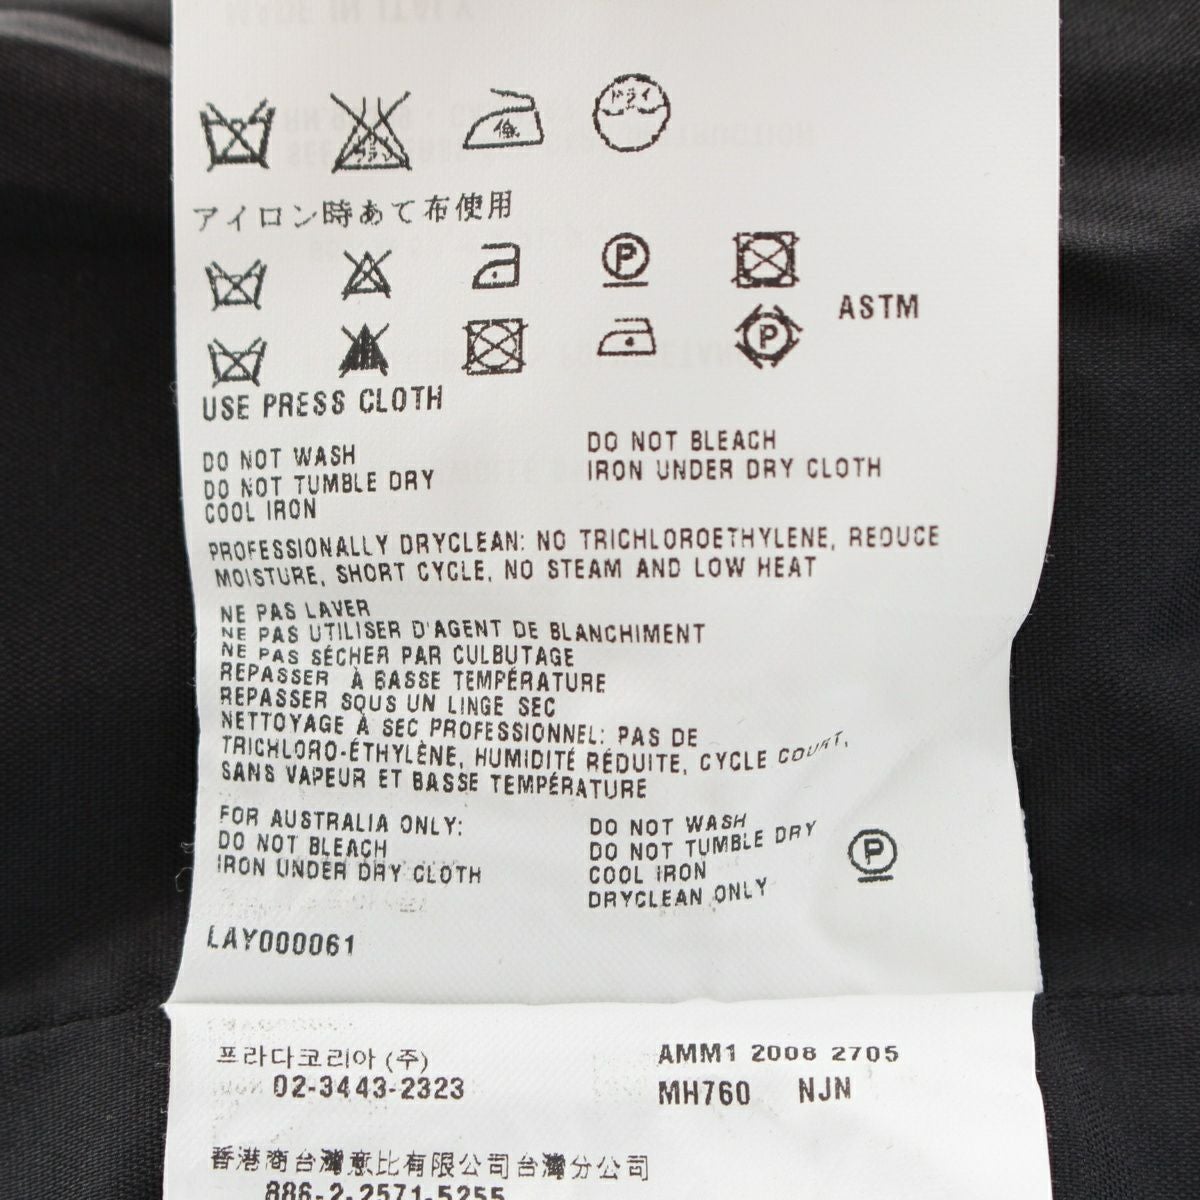 ドライ
アイロン時あて布使用
P
ASTM
P
USE PRESS CLOTH
DO NOT WASH
DO NOT TUMBLE DRY
COOL IRON
DO NOT BLEACH
IRON UNDER DRY CLOTH
PROFESSIONALLY DRYCLEAN: NO TRICHLOROETHYLENE, REDUCE
MOISTURE, SHORT CYCLE, NO STEAM AND LOW HEAT
NE PAS LAVER
NE PAS UTILISER D'AGENT DE BLANCHIMENT
NE PAS SÉCHER PAR CULBUTAGE
REPASSER À BASSE TEMPÉRATURE
REPASSER SOUS UN LINGE SEC
NETTOYAGE À SEC PROFESSIONNEL: PAS DE
TRICHLORO-ÉTHYLÈNE, HUMIDITÉ RÉDUITE, CYCLE COURT,
SANS VAPEUR ET BASSE TEMPÉRATURE
FOR AUSTRALIA ONLY:
DO NOT BLEACH
IRON UNDER DRY CLOTH
DO NOT WASH
DO NOT TUMBLE DRY
COOL IRON
DRYCLEAN ONLY
P
LAY000061
프라다코리아(주)
02-3443-2323
AMM1 2008 2705
MH760 NJN
香港商台灣意比有限公司台灣分公司
886-2-2571-5255